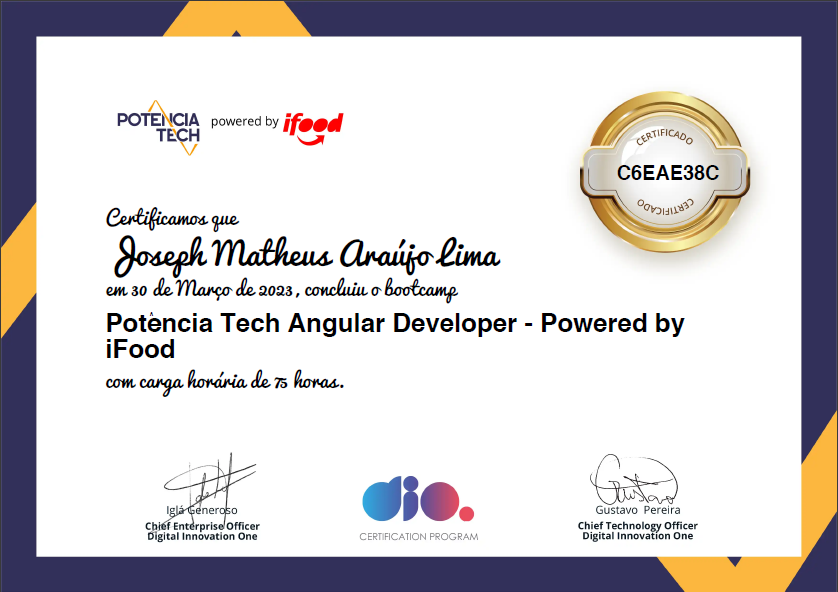 POTÊNCIA
TECH
powered by ifood
CERTIFICADO
C6EAE38C
CERTIFICADO
Certificamos que
Joseph Matheus Araújo Lima
em 30 de Março de 2023, concluiu o bootcamp
Potência Tech Angular Developer - Powered by
iFood
com carga horária de 75 horas.
Iglá Generoso
Chief Enterprise Officer
Digital Innovation One
dio.
CERTIFICATION PROGRAM
Gustavo
Gustavo Pereira
Chief Technology Officer
Digital Innovation One